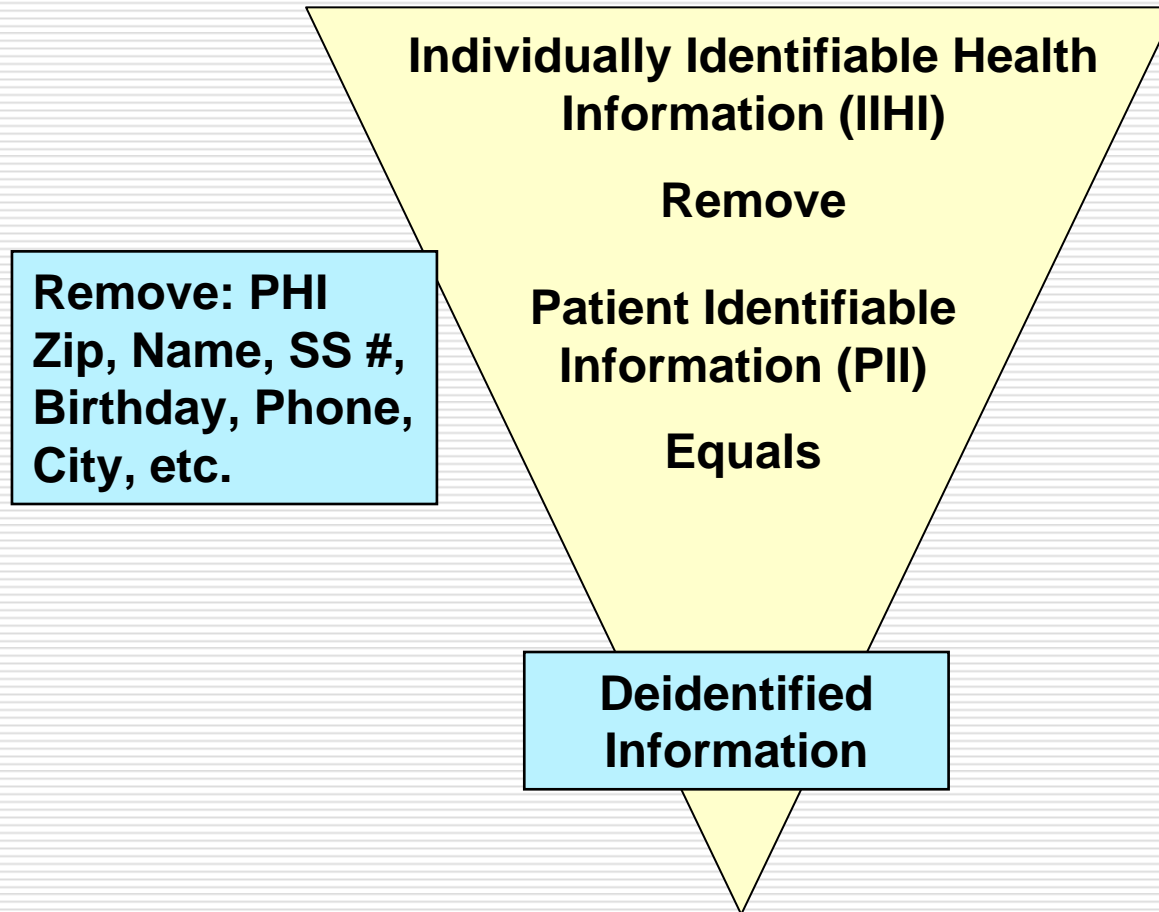 Individually Identifiable Health
Information (IIHI)
Remove
Remove: PHI
Zip, Name, SS #,
Birthday, Phone,
City, etc.
Patient Identifiable
Information (PII)
Equals
Deidentified
Information